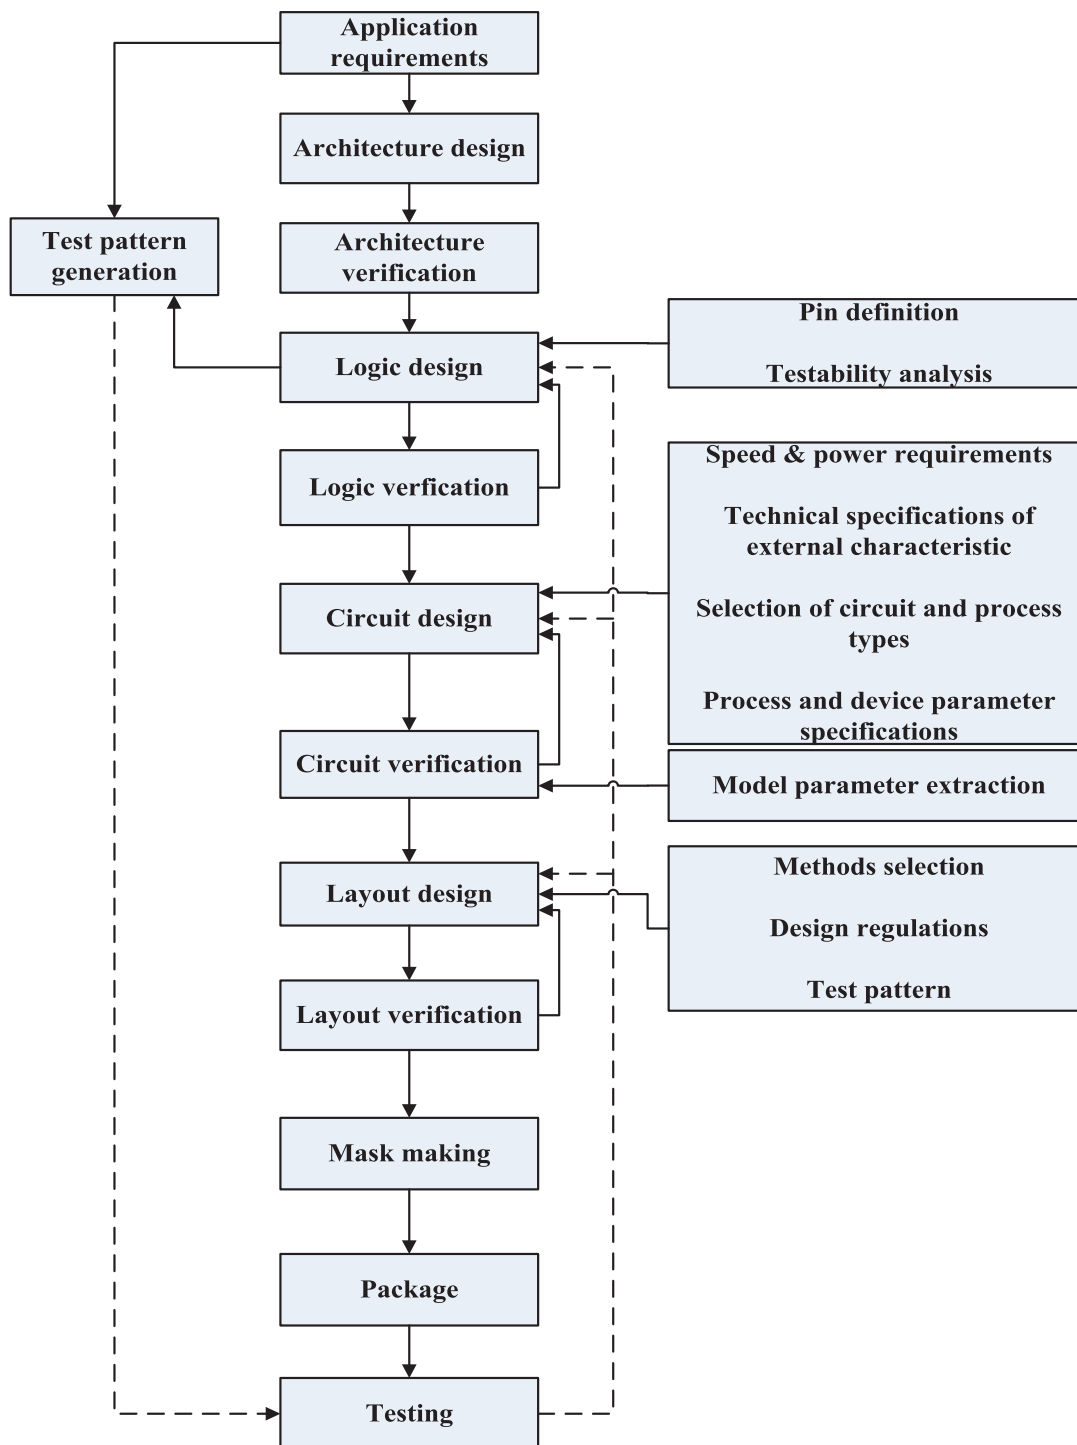 Application
requirements
Architecture design
Test pattern
generation
Architecture
verification
Pin definition
Testability analysis
Logic design
Logic verfication
Speed & power requirements
Technical specifications of
external characteristic
Selection of circuit and process
types
Process and device parameter
specifications
Circuit design
Circuit verification
Model parameter extraction
Layout design
Methods selection
Design regulations
Test pattern
Layout verification
Mask making
Package
Testing